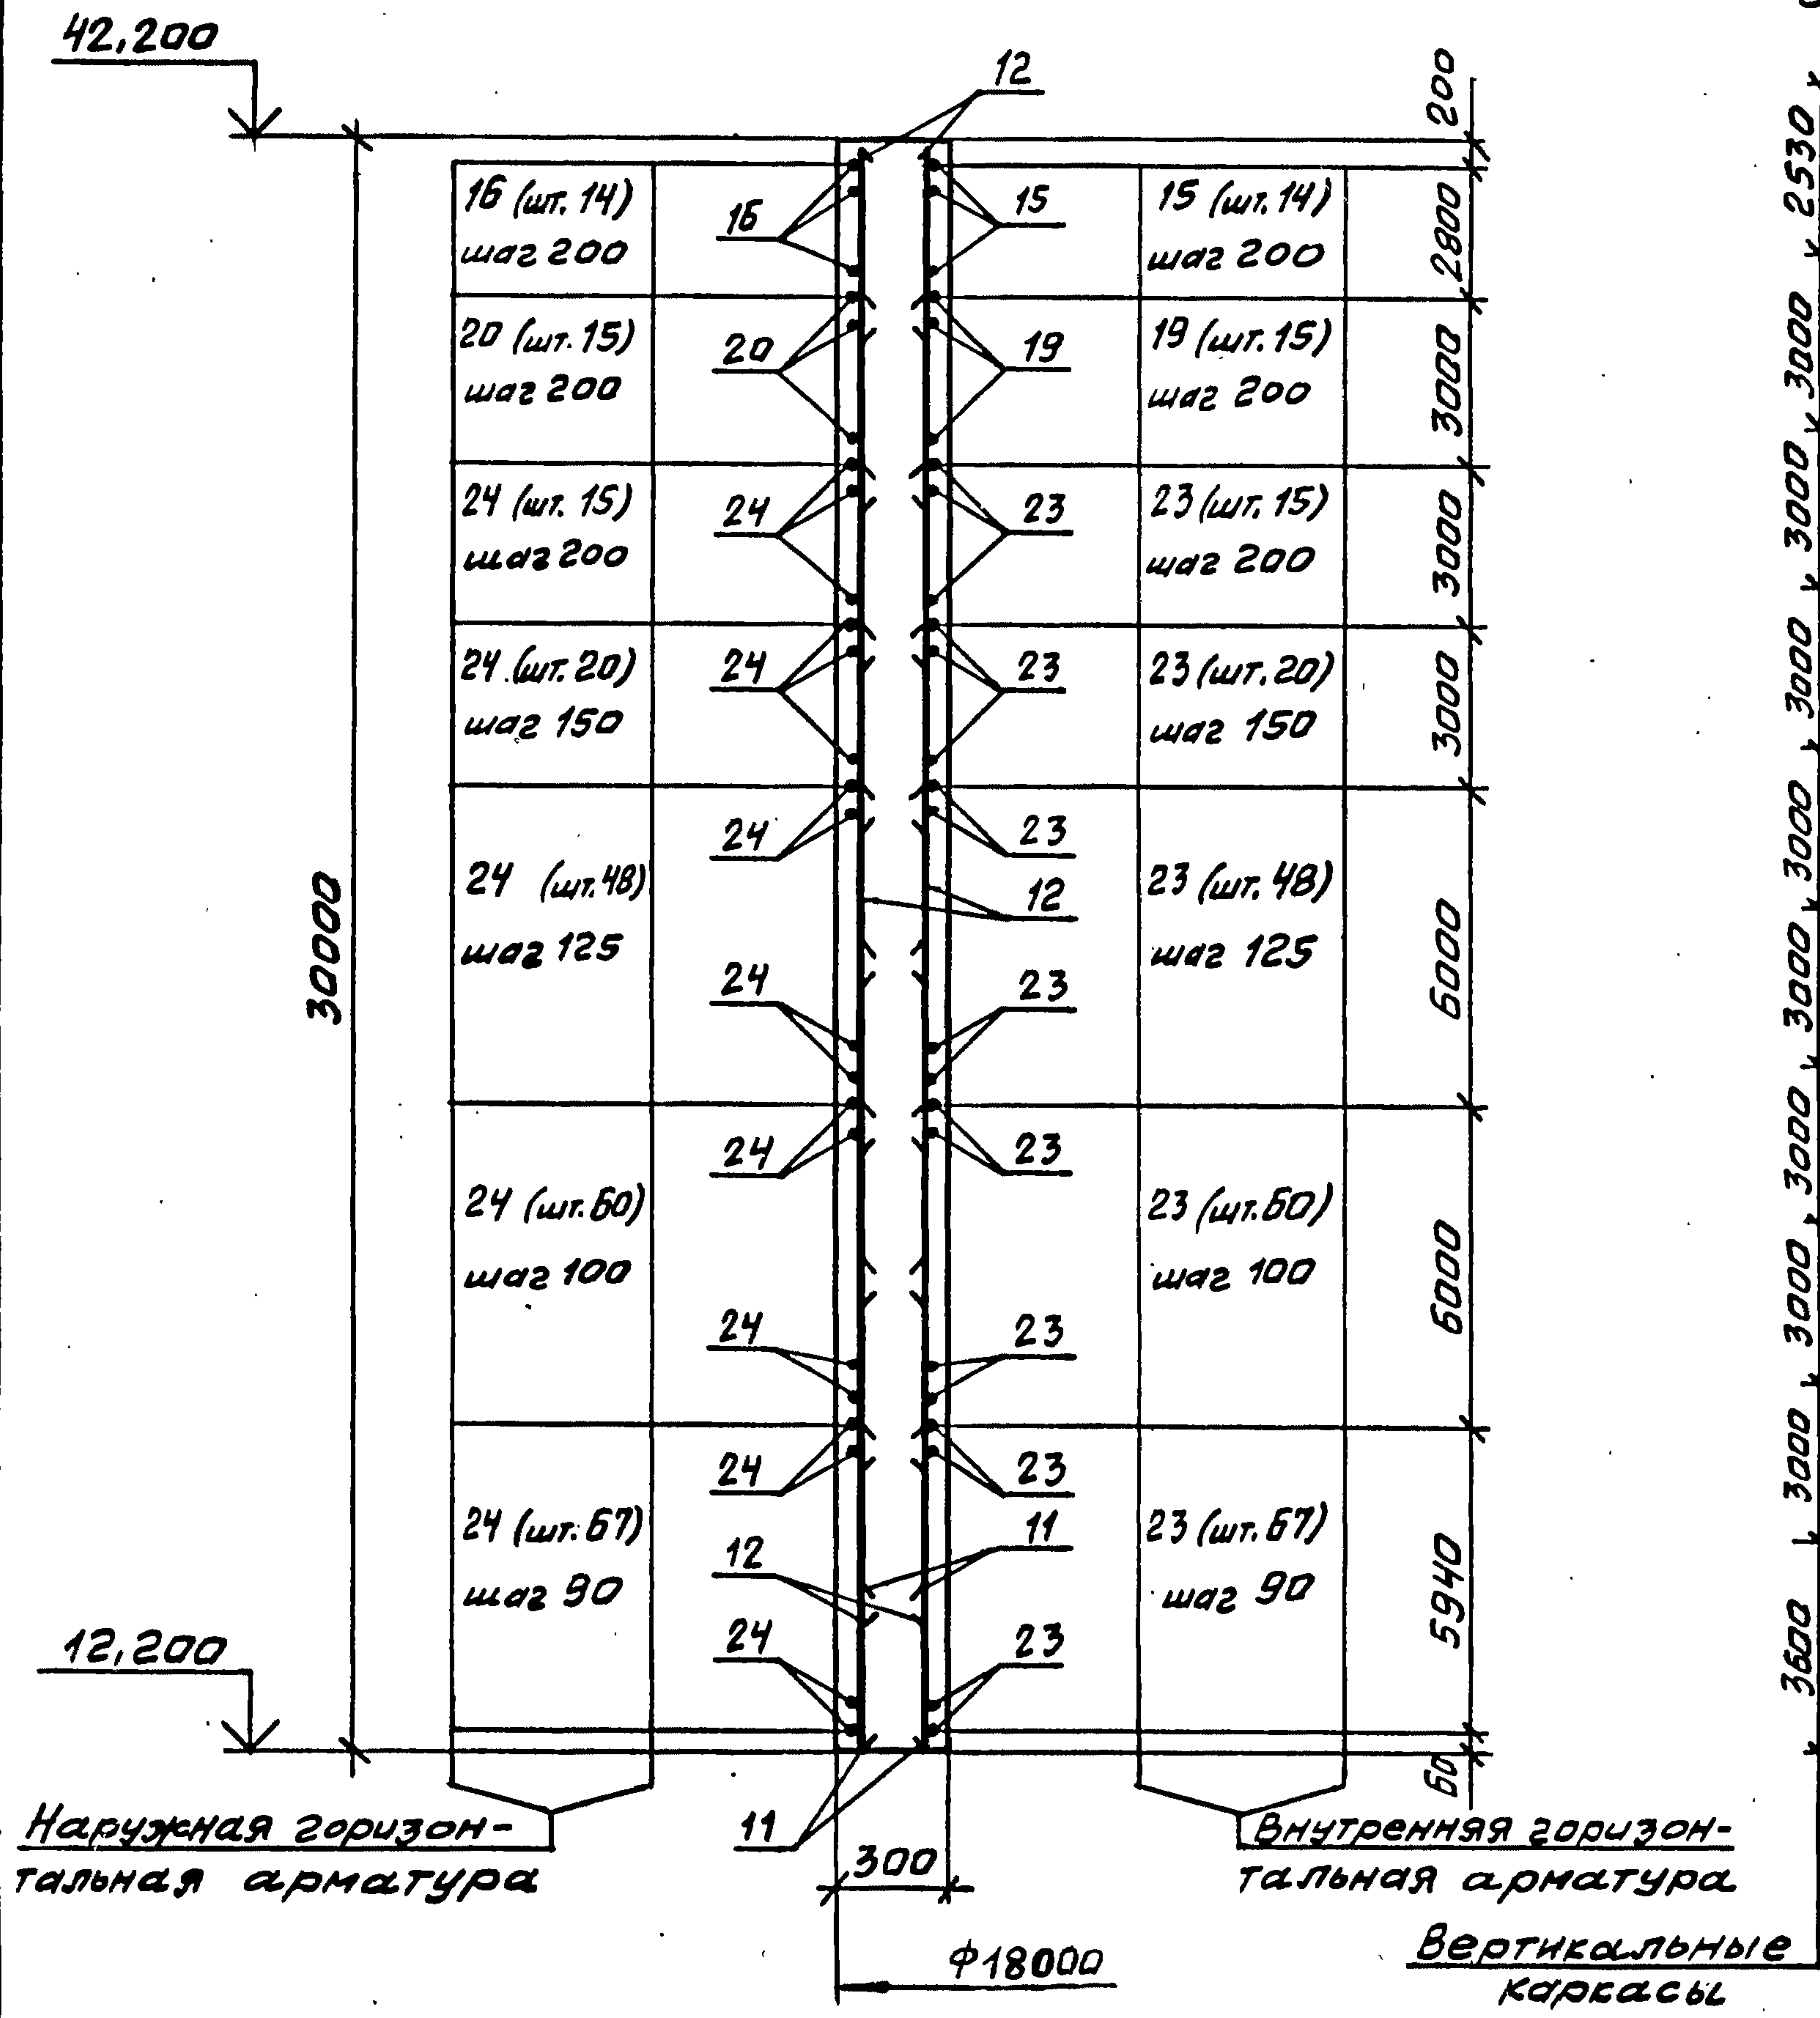 42,200
12
200
16 (шт. 14)
шаг 200
16
15
15 (шт. 14)
шаг 200
2800
20 (шт. 15)
шаг 200
20
19
19 (шт. 15)
шаг 200
3000
24 (шт. 15)
шаг 200
24
23
23 (шт. 15)
шаг 200
3000
24 (шт. 20)
шаг 150
24
23
23 (шт. 20)
шаг 150
3000
24
23
24 (шт. 48)
шаг 125
12
23 (шт. 48)
шаг 125
6000
30000
24
23
24
23
24 (шт. 60)
шаг 100
23 (шт. 60)
шаг 100
6000
24
23
24
23
24 (шт. 67)
шаг 90
12
11
23 (шт. 67)
шаг 90
5940
12,200
24
23
60
Наружная горизон-
тальная арматура
11
300
Внутренняя горизон-
тальная арматура
ф18000
Вертикальные
каркасы
3600 3000 3000 3000 3000 3000 3000 3000 3000 2530